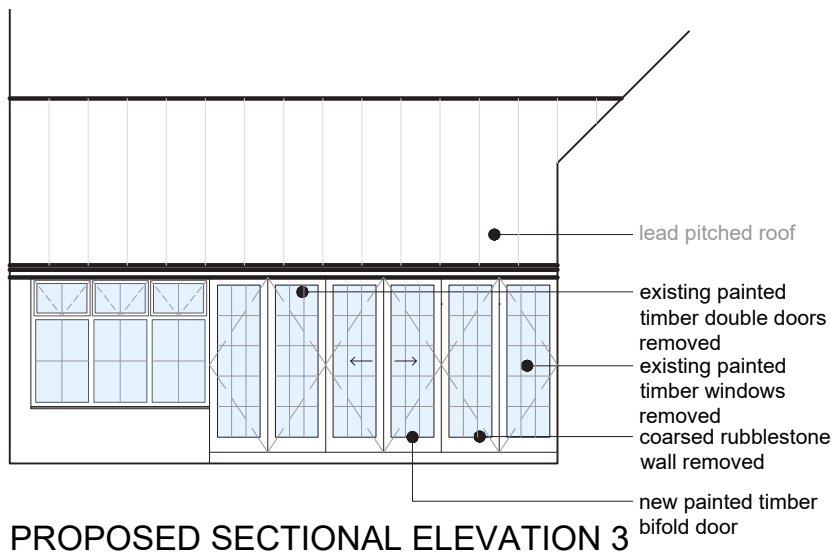 lead pitched roof
existing painted
timber double doors
removed
existing painted
timber windows
removed
coarsed rubblestone
wall removed
new painted timber
bifold door
PROPOSED SECTIONAL ELEVATION 3